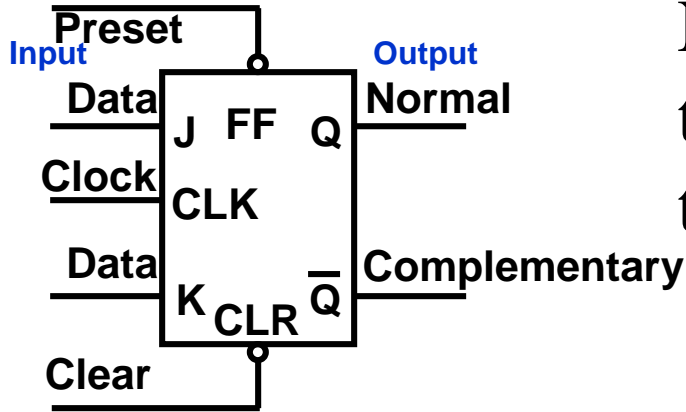 Preset
Input
Output
Data
Normal
J FF Q
Clock
CLK
Data
Complementary
K Q̅
CLR
Clear
t
t